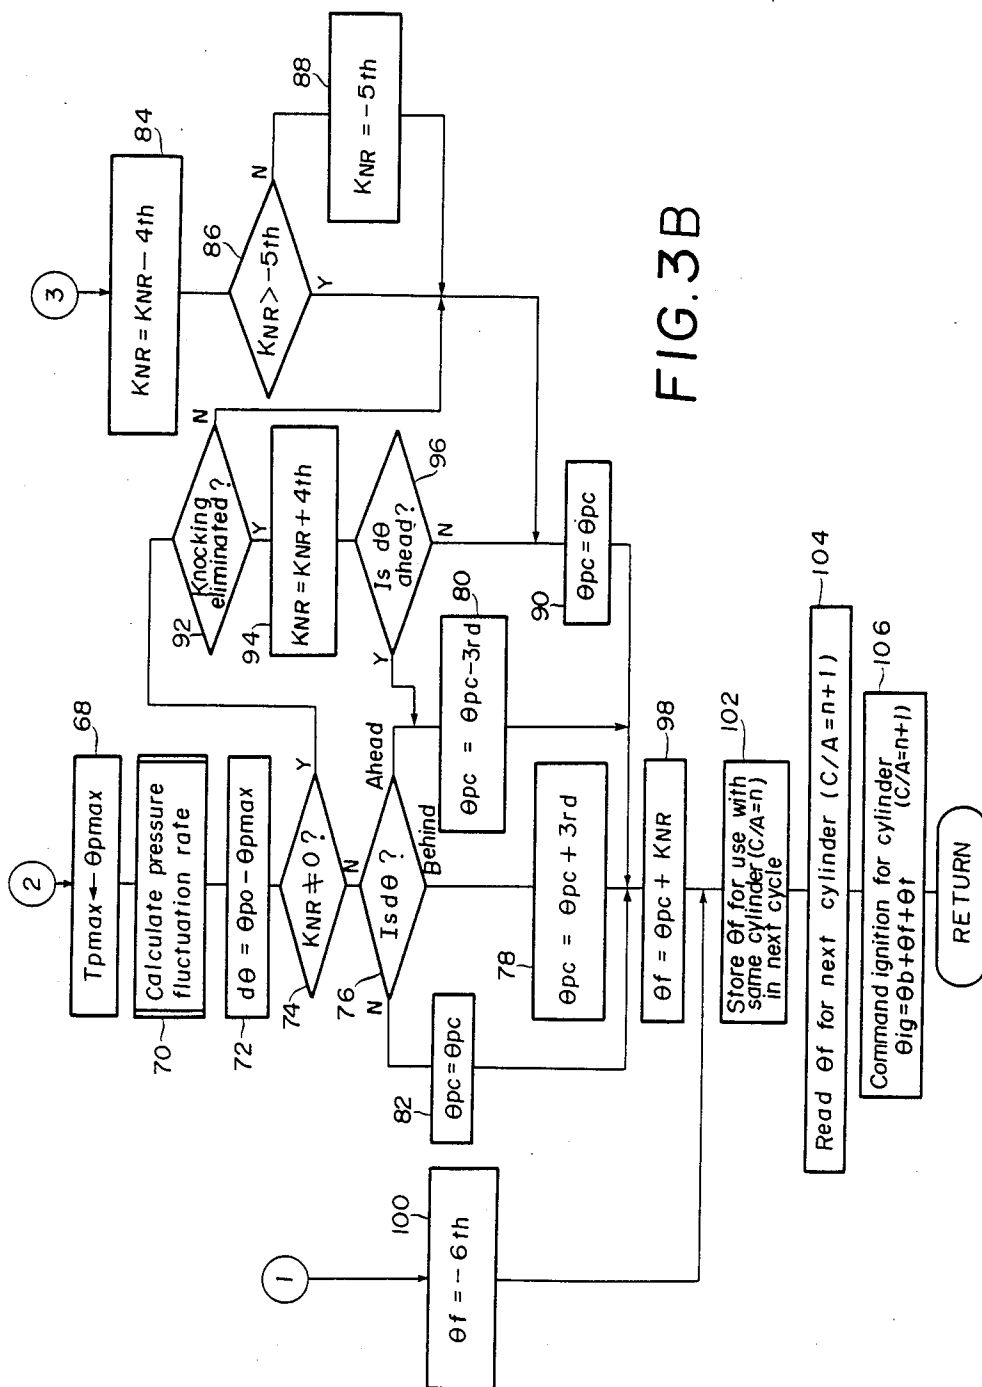 2
68
Tpmax ← θpmax
70
Calculate pressure
fluctuation rate
72
dθ = θpo − θpmax
74
KNR ≠ 0 ?
Y
N
76
Is dθ ?
N
Ahead
Behind
82
θpc = θpc
78
θpc = θpc + 3rd
80
θpc = θpc−3rd
92
Knocking
eliminated ?
N
Y
94
KNR = KNR + 4th
96
Is dθ
ahead?
Y
N
3
84
KNR = KNR − 4th
86
KNR > −5th
N
Y
88
KNR = −5th
90
θpc = θpc
98
θf = θpc + KNR
1
100
θf = −6th
102
Store θf for use with
same cylinder (C/A=n)
in next cycle
104
Read θf for next cylinder (C/A=n+1)
106
Command ignition for cylinder
θig=θb+θf+θt (C/A=n+1)
RETURN
FIG.3B